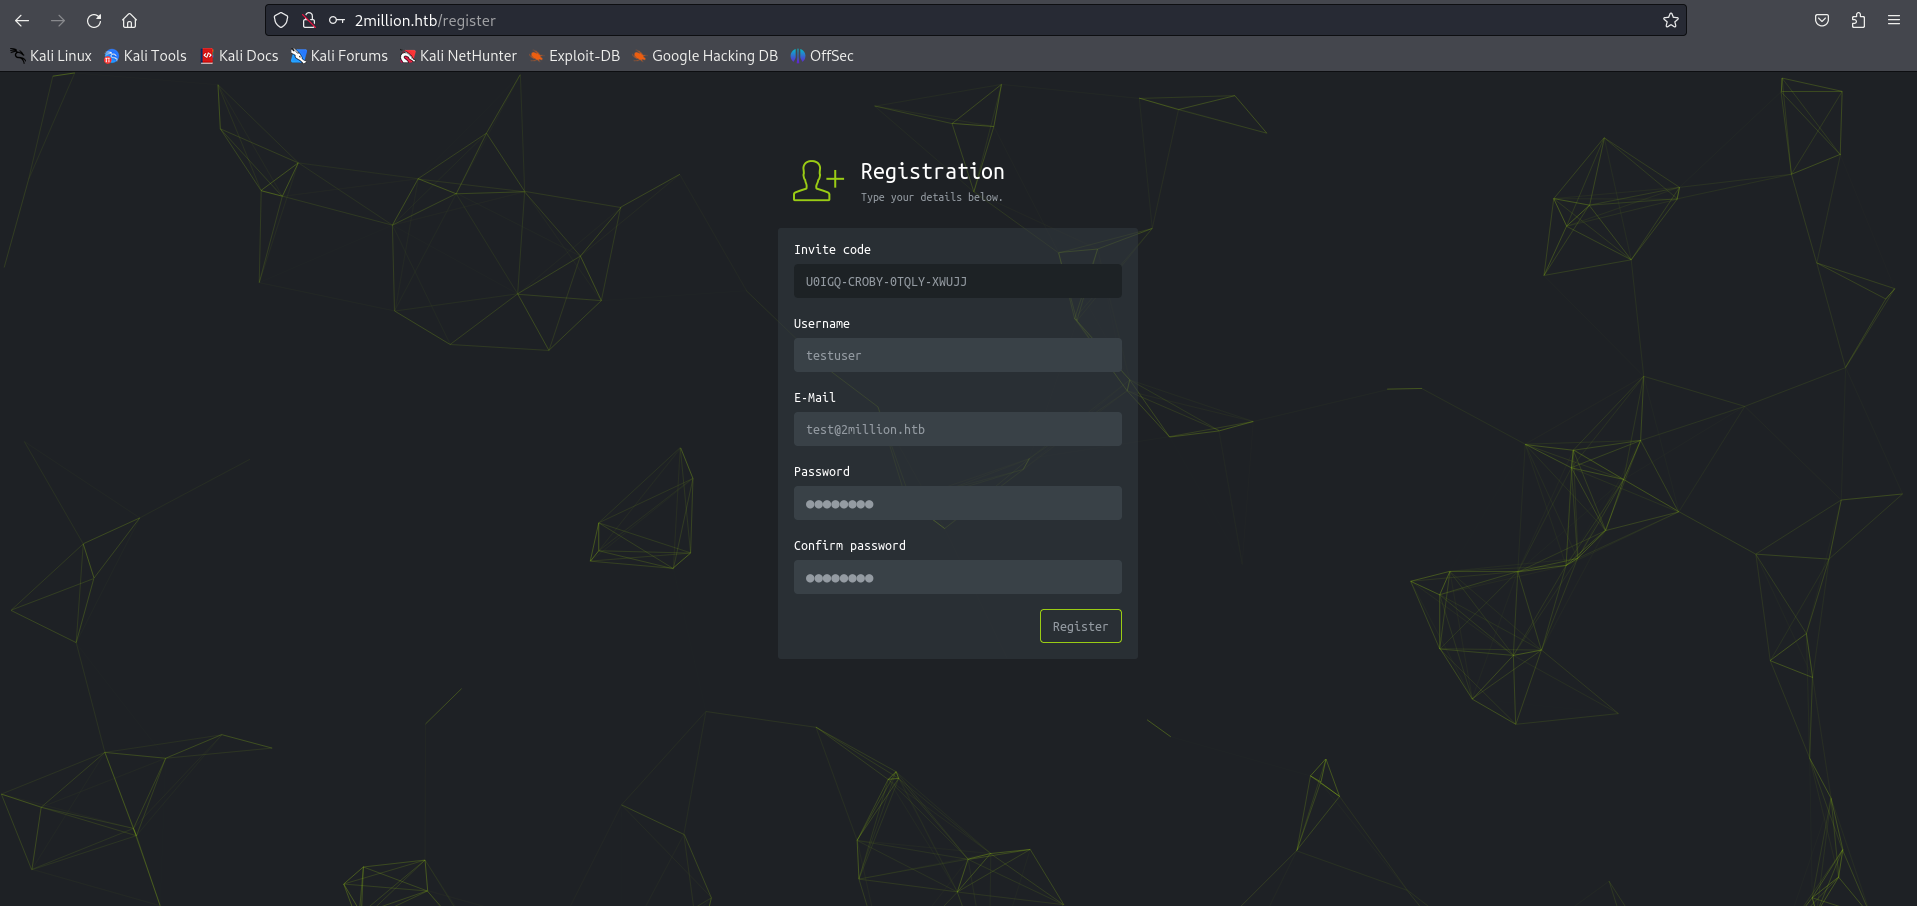 2million.htb/register
Kali Linux Kali Tools Kali Docs Kali Forums Kali NetHunter Exploit-DB Google Hacking DB OffSec
Registration
Type your details below.
Invite code
U0IGQ-CROBY-0TQLY-XWUJJ
Username
testuser
E-Mail
test@2million.htb
Password
●●●●●●●●
Confirm password
●●●●●●●●
Register